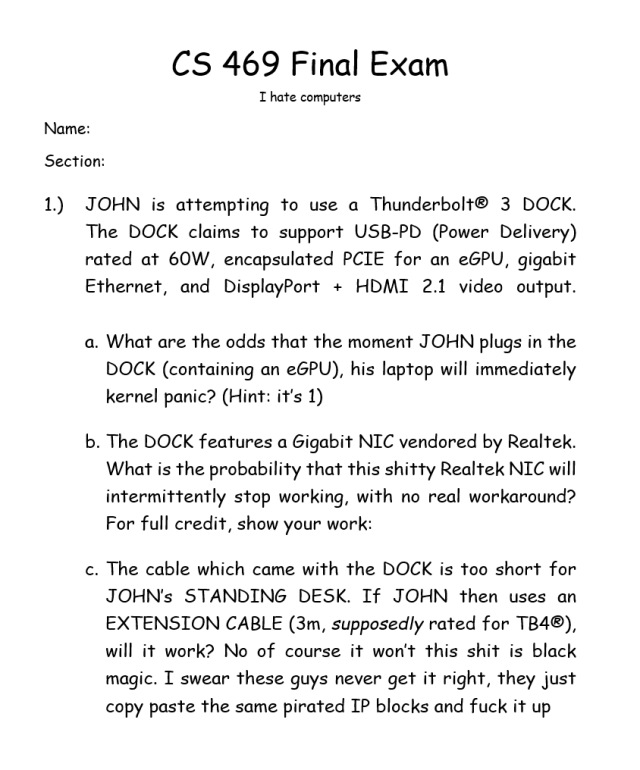 CS 469 Final Exam
I hate computers
Name:
Section:
1.) JOHN is attempting to use a Thunderbolt® 3 DOCK.
The DOCK claims to support USB-PD (Power Delivery)
rated at 60W, encapsulated PCIE for an eGPU, gigabit
Ethernet, and DisplayPort + HDMI 2.1 video output.
a. What are the odds that the moment JOHN plugs in the
DOCK (containing an eGPU), his laptop will immediately
kernel panic? (Hint: it's 1)
b. The DOCK features a Gigabit NIC vendored by Realtek.
What is the probability that this shitty Realtek NIC will
intermittently stop working, with no real workaround?
For full credit, show your work:
c. The cable which came with the DOCK is too short for
JOHN's STANDING DESK. If JOHN then uses an
EXTENSION CABLE (3m, supposedly rated for TB4®),
will it work? No of course it won't this shit is black
magic. I swear these guys never get it right, they just
copy paste the same pirated IP blocks and fuck it up